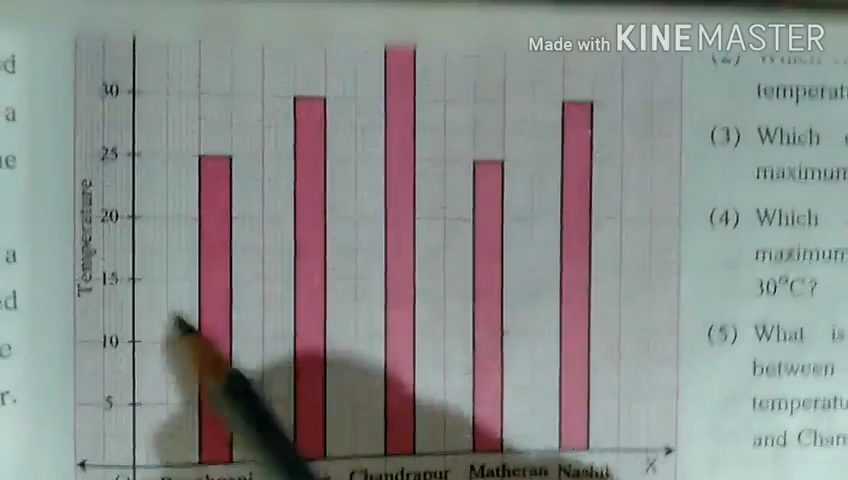 Made with KINEMASTER
d
a
e
a
ed
e
r.
30
25
20
15
10
5
Temperature
Chandrapur Matheran Nashik
X
temperat
(3) Which
maximum
(4) Which
maximum
30°C?
(5) What is
between
temperatu
and Chan